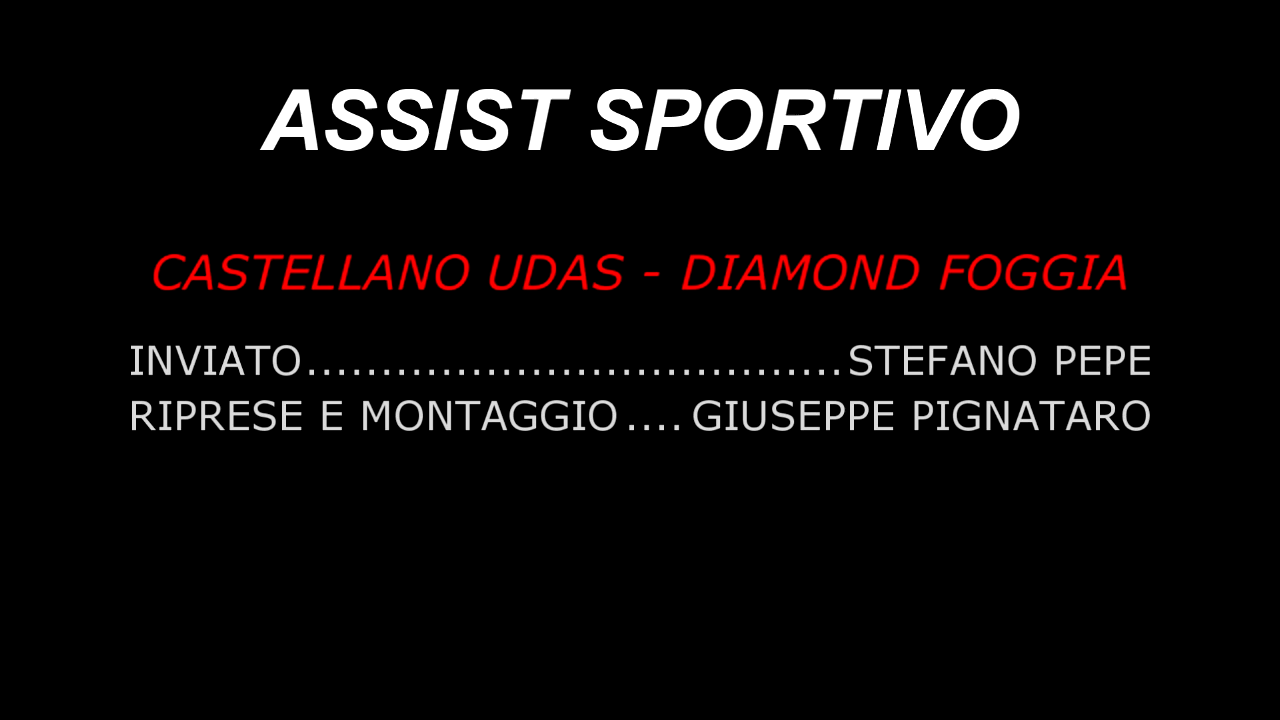 ASSIST SPORTIVO
CASTELLANO UDAS - DIAMOND FOGGIA
INVIATO....................................STEFANO PEPE
RIPRESE E MONTAGGIO....GIUSEPPE PIGNATARO